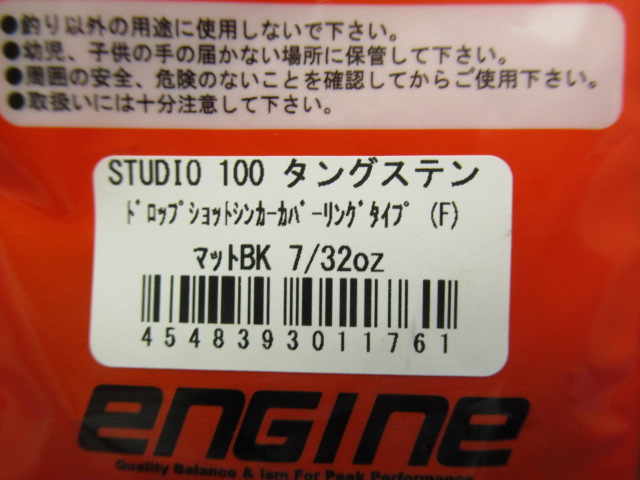 ●釣り以外の用途に使用しないで下さい。
●幼児、子供の手の届かない場所に保管して下さい。
●周囲の安全、危険のないことを確認してからご使用下さい。
●取扱いには十分注意して下さい。
STUDIO 100 タングステン
ﾄﾞﾛｯﾌﾟｼｮｯﾄｼﾝｶｰｶﾊﾞｰﾘﾝｸﾞﾀｲﾌﾟ (F)
ﾏｯﾄBK 7/32oz
4548393011761
engine
Quality Balance & Ism For Peak Performance